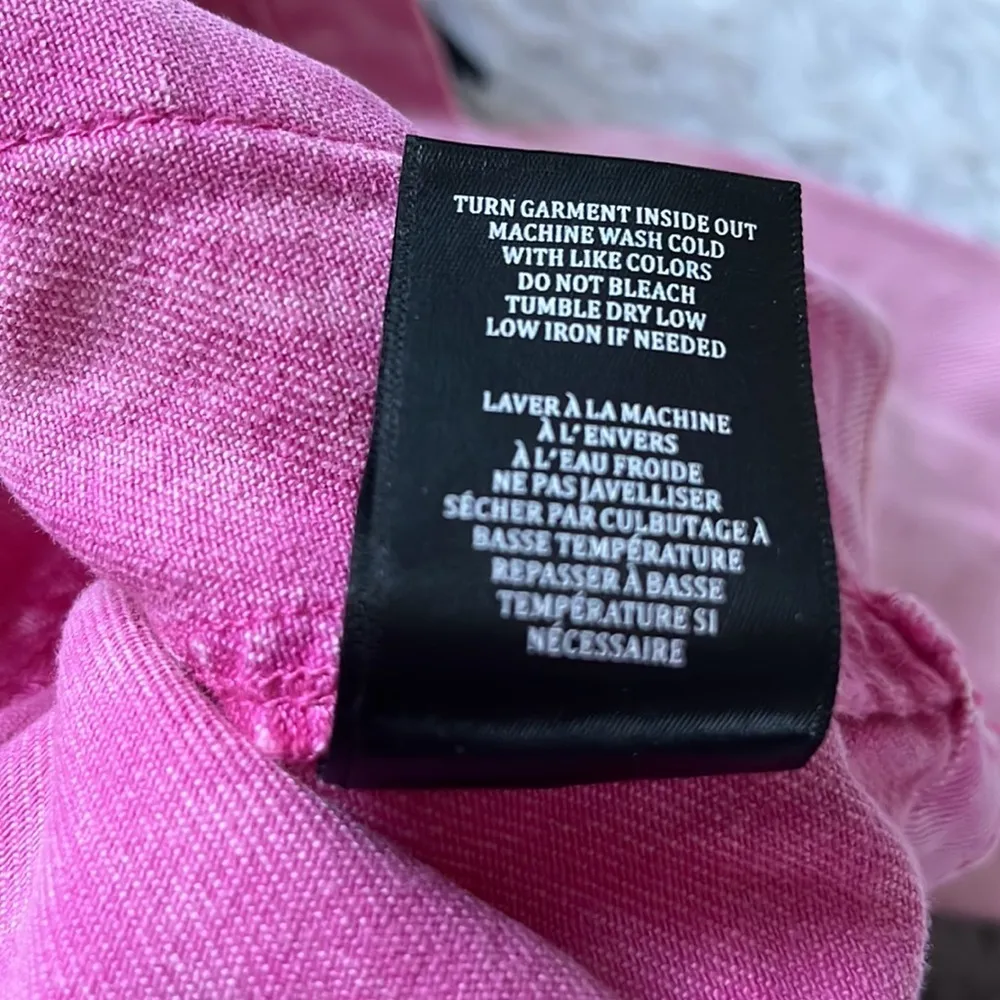 TURN GARMENT INSIDE OUT
MACHINE WASH COLD
WITH LIKE COLORS
DO NOT BLEACH
TUMBLE DRY LOW
LOW IRON IF NEEDED
LAVER À LA MACHINE
À L'ENVERS
À L'EAU FROIDE
NE PAS JAVELLISER
SÉCHER PAR CULBUTAGE À
BASSE TEMPÉRATURE
REPASSER À BASSE
TEMPÉRATURE SI
NÉCESSAIRE